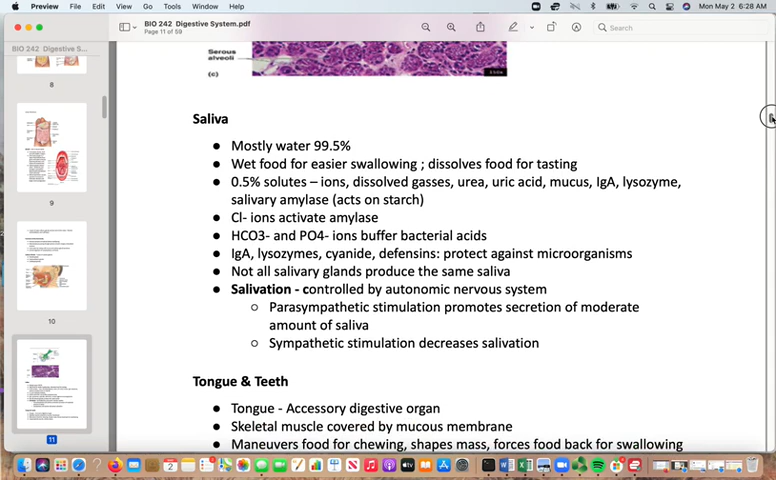 Preview File Edit View Go Tools Window Help Mon May 2 6:28 AM
BIO 242 Digestive System.pdf
Page 11 of 59
Search
BIO 242 Digestive S...
8
9
10
11
Serous
alveoli
(c)
Saliva
● Mostly water 99.5%
● Wet food for easier swallowing ; dissolves food for tasting
● 0.5% solutes – ions, dissolved gasses, urea, uric acid, mucus, IgA, lysozyme,
salivary amylase (acts on starch)
● Cl- ions activate amylase
● HCO3- and PO4- ions buffer bacterial acids
● IgA, lysozymes, cyanide, defensins: protect against microorganisms
● Not all salivary glands produce the same saliva
● Salivation - controlled by autonomic nervous system
○ Parasympathetic stimulation promotes secretion of moderate
amount of saliva
○ Sympathetic stimulation decreases salivation
Tongue & Teeth
● Tongue - Accessory digestive organ
● Skeletal muscle covered by mucous membrane
● Maneuvers food for chewing, shapes mass, forces food back for swallowing